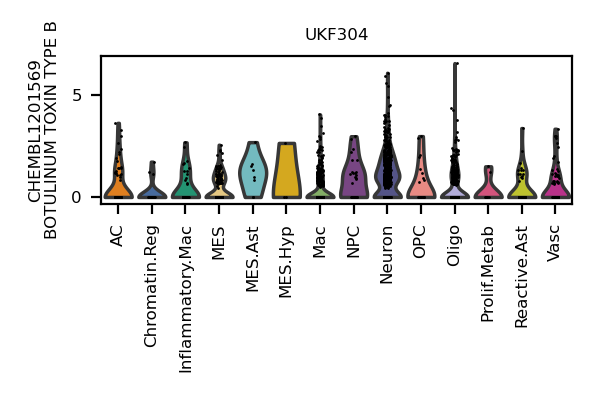 UKF304
CHEMBL1201569
BOTULINUM TOXIN TYPE B
5
0
AC
Chromatin.Reg
Inflammatory.Mac
MES
MES.Ast
MES.Hyp
Mac
NPC
Neuron
OPC
Oligo
Prolif.Metab
Reactive.Ast
Vasc